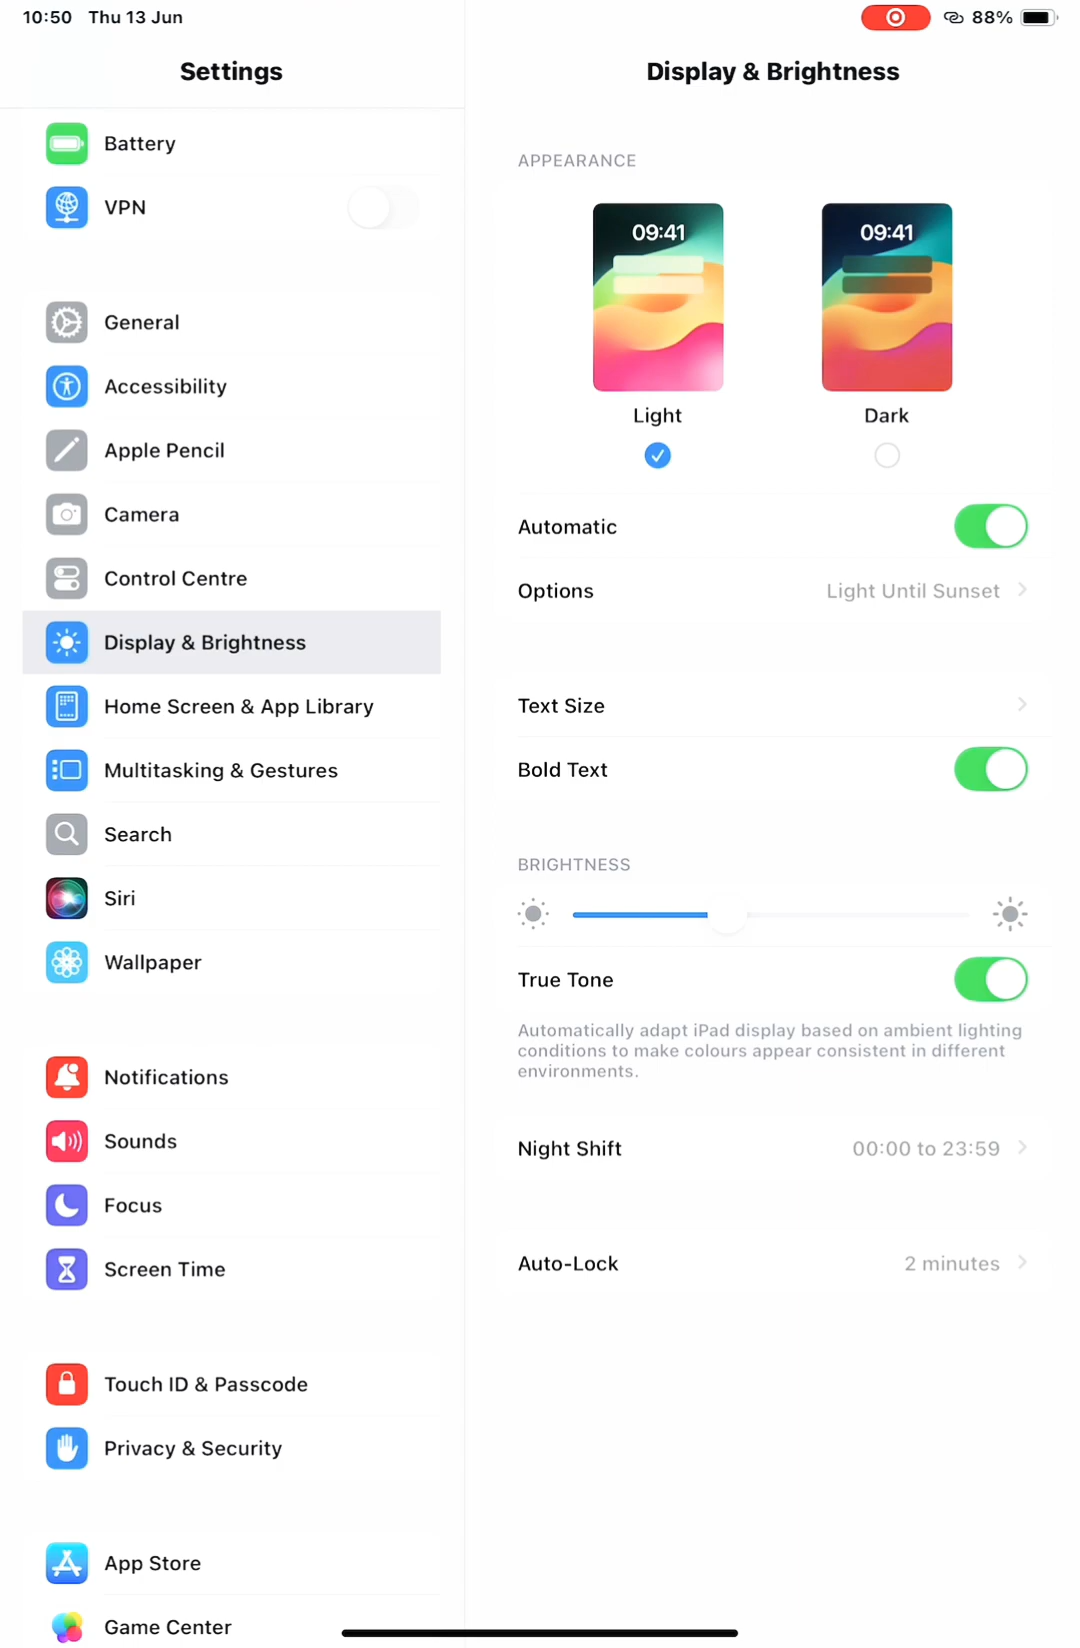 10:50 Thu 13 Jun
88%
Settings
Display & Brightness
Battery
VPN
General
Accessibility
Apple Pencil
Camera
Control Centre
Display & Brightness
Home Screen & App Library
Multitasking & Gestures
Search
Siri
Wallpaper
Notifications
Sounds
Focus
Screen Time
Touch ID & Passcode
Privacy & Security
App Store
Game Center
APPEARANCE
09:41
09:41
Light
Dark
Automatic
Options
Light Until Sunset
Text Size
Bold Text
BRIGHTNESS
True Tone
Automatically adapt iPad display based on ambient lighting
conditions to make colours appear consistent in different
environments.
Night Shift
00:00 to 23:59
Auto-Lock
2 minutes